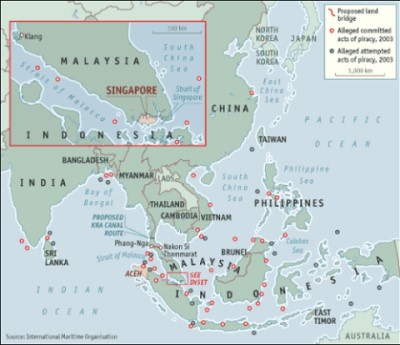 Proposed land
bridge
Alleged committed
acts of piracy, 2003
Alleged attempted
acts of piracy, 2003
1,000 km
100 km
Klang
MALAYSIA
South
China
Sea
Strait of Malacca
SINGAPORE
Strait of
Singapore
INDONESIA
NORTH
KOREA
SOUTH
KOREA
JAPAN
CHINA
East
China
Sea
PACIFIC
OCEAN
TAIWAN
BANGLADESH
INDIA
MYANMAR
LAOS
Bay of
Bengal
THAILAND
CAMBODIA
VIETNAM
South
China
Sea
Philippine
Sea
PHILIPPINES
PROPOSED
KRA CANAL
ROUTE
SRI
LANKA
Phang-Nga
Nakon Si
Thammarat
Strait of Malacca
BRUNEI
Celebes
Sea
MALAYSIA
ACEH
SEE
INSET
INDONESIA
INDIAN
OCEAN
EAST
TIMOR
AUSTRALIA
Source: International Maritime Organisation